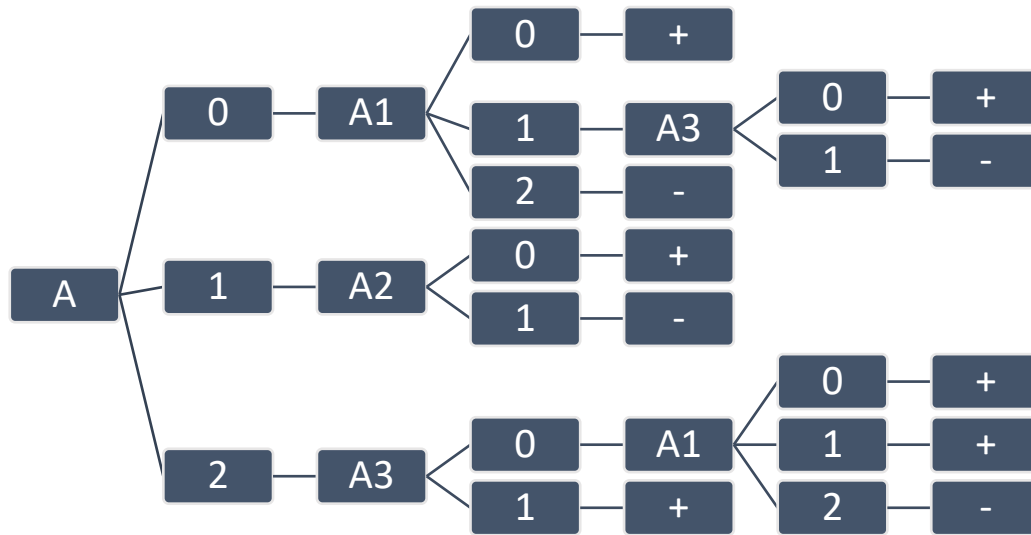 0 +
0 A1 1 A3 0 +
1 -
2 -
A 1 A2 0 +
1 -
2 A3 0 A1 0 +
1 +
2 -
1 +